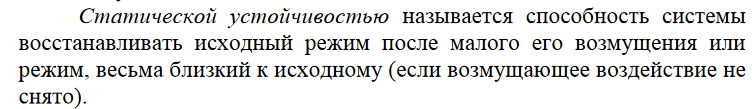 Статической устойчивостью называется способность системы
восстанавливать исходный режим после малого его возмущения или
режим, весьма близкий к исходному (если возмущающее воздействие не
снято).